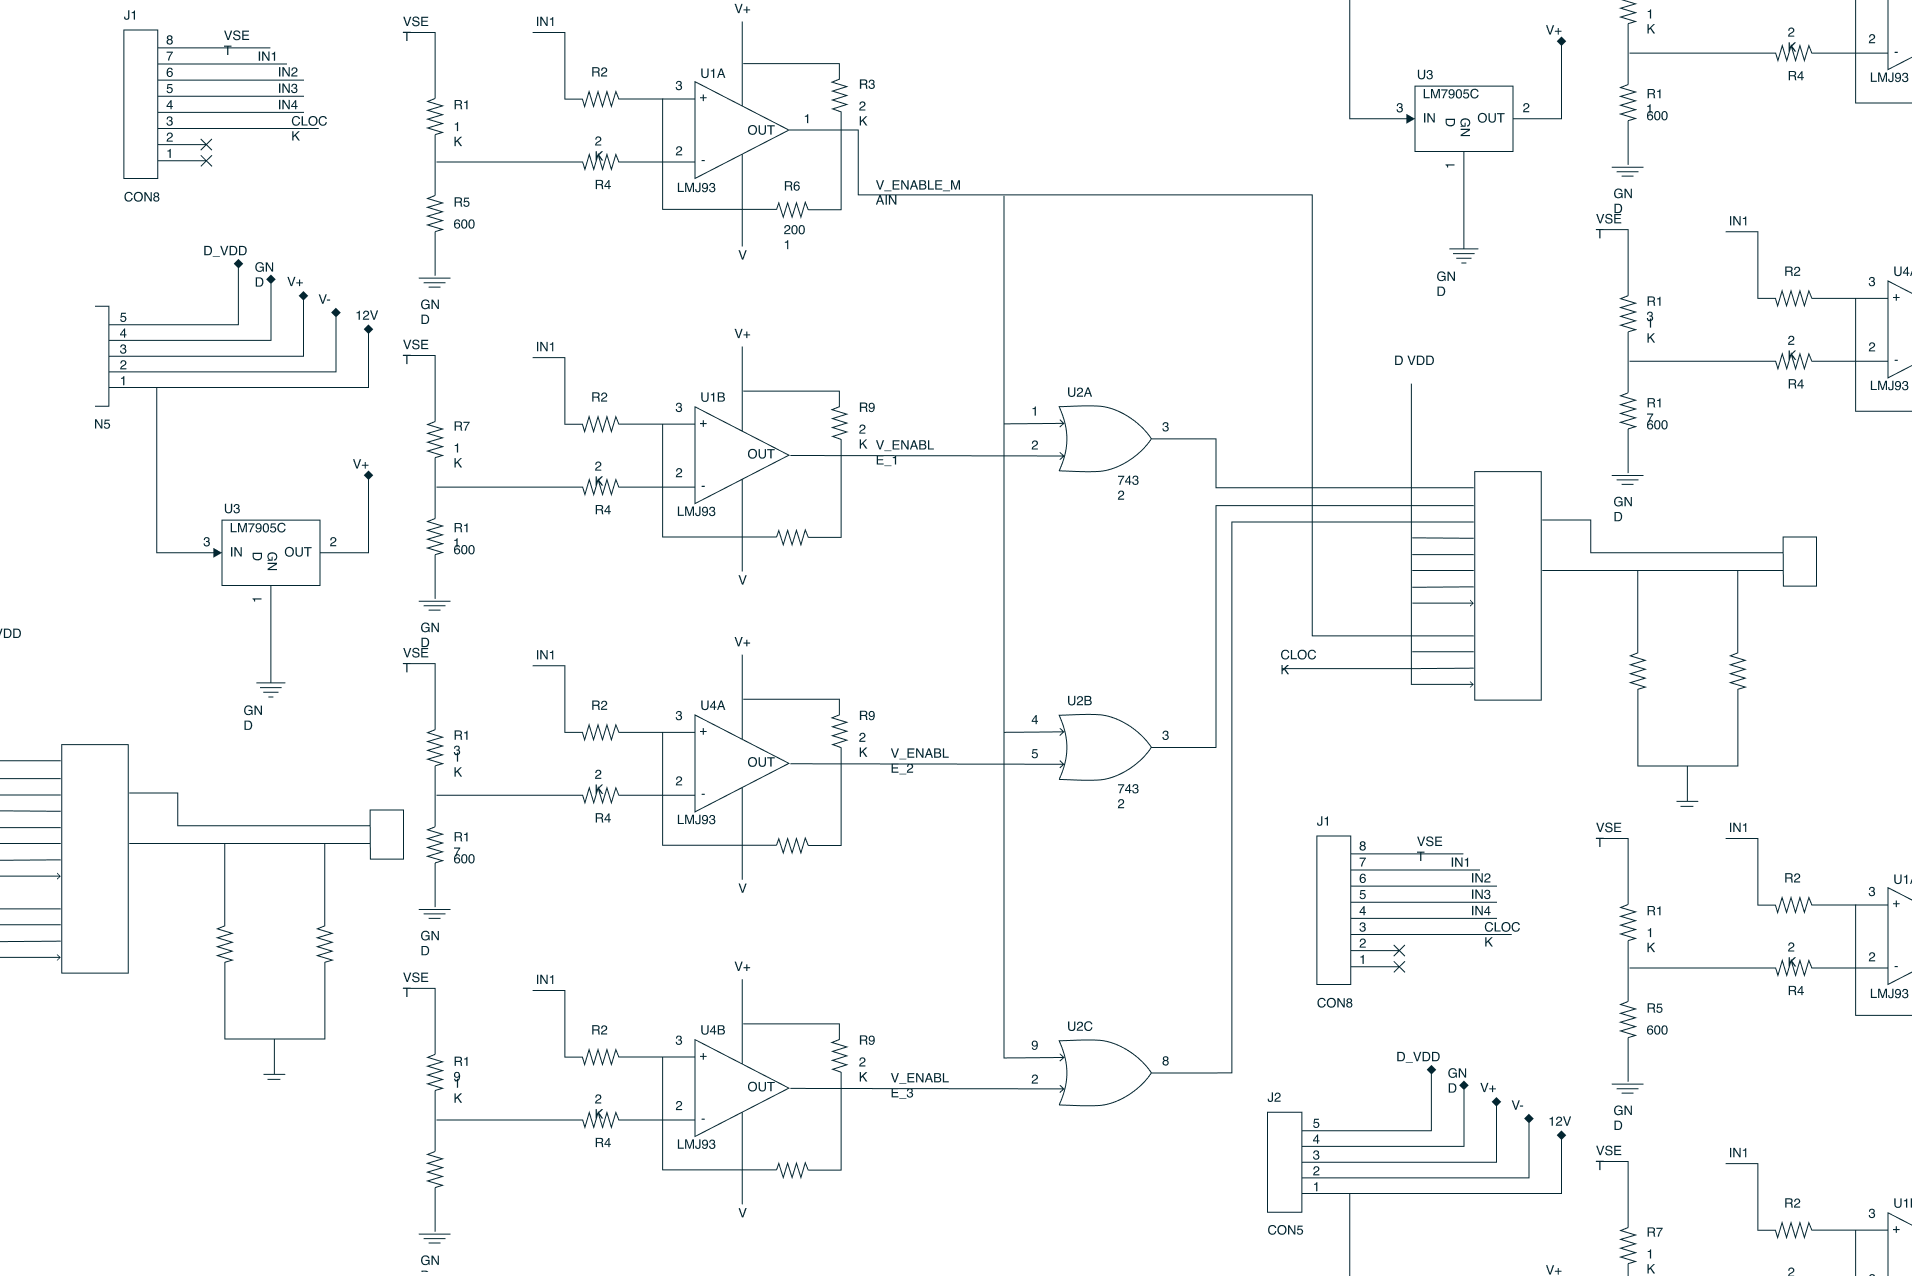 J1
8
VSE
T
7
IN1
6
IN2
5
IN3
4
IN4
3
CLOC
K
2
1
CON8
D_VDD
GN
D
V+
V-
12V
5
4
3
2
1
N5
V+
U3
LM7905C
3
IN
GN
D
OUT
2
1
GN
D
VDD
VSE
T
IN1
V+
R1
1
K
R2
2
K
R4
R5
600
GN
D
U1A
3
+
2
-
OUT
1
LMJ93
R3
2
K
R6
200
1
V
V_ENABLE_M
AIN
VSE
T
IN1
V+
R7
1
K
R2
2
K
R4
R1
1
600
GN
D
U1B
3
+
2
-
OUT
LMJ93
R9
2
K
V
V_ENABL
E_1
VSE
T
IN1
V+
R1
3
1
K
R2
2
K
R4
R1
7
600
GN
D
U4A
3
+
2
-
OUT
LMJ93
R9
2
K
V
V_ENABL
E_2
VSE
T
IN1
V+
R1
9
1
K
R2
2
K
R4
GN
D
U4B
3
+
2
-
OUT
LMJ93
R9
2
K
V
V_ENABL
E_3
U2A
1
2
3
743
2
U2B
4
5
3
743
2
U2C
9
2
8
D VDD
CLOC
K
V+
U3
LM7905C
3
IN
GN
D
OUT
2
1
GN
D
J1
8
VSE
T
7
IN1
6
IN2
5
IN3
4
IN4
3
CLOC
K
2
1
CON8
D_VDD
GN
D
V+
V-
12V
J2
5
4
3
2
1
CON5
V+
1
K
2
K
R4
2
-
LMJ93
R1
1
600
GN
D
VSE
T
IN1
R2
3
+
U4A
R1
3
1
K
2
K
R4
2
-
LMJ93
R1
7
600
GN
D
VSE
T
IN1
R2
3
+
U1A
R1
1
K
2
K
R4
2
-
LMJ93
R5
600
GN
D
VSE
T
IN1
R2
3
+
R7
1
K
2